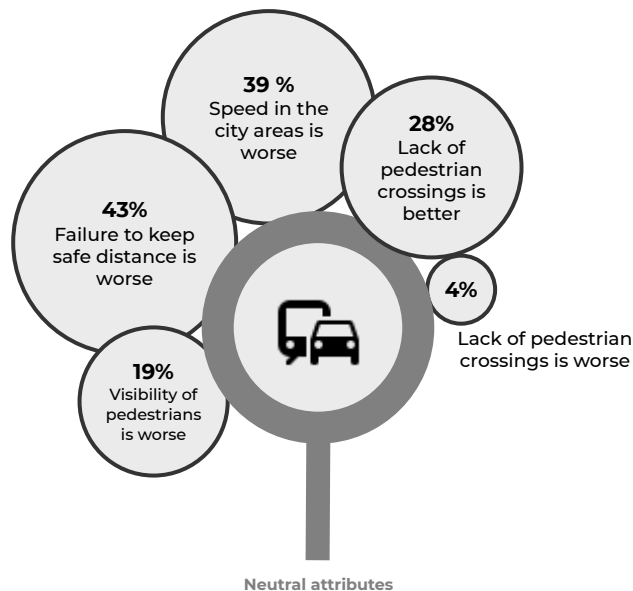 39 %
Speed in the
city areas is
worse
28%
Lack of
pedestrian
crossings is
better
43%
Failure to keep
safe distance is
worse
4%
Lack of pedestrian
crossings is worse
19%
Visibility of
pedestrians
is worse
Neutral attributes